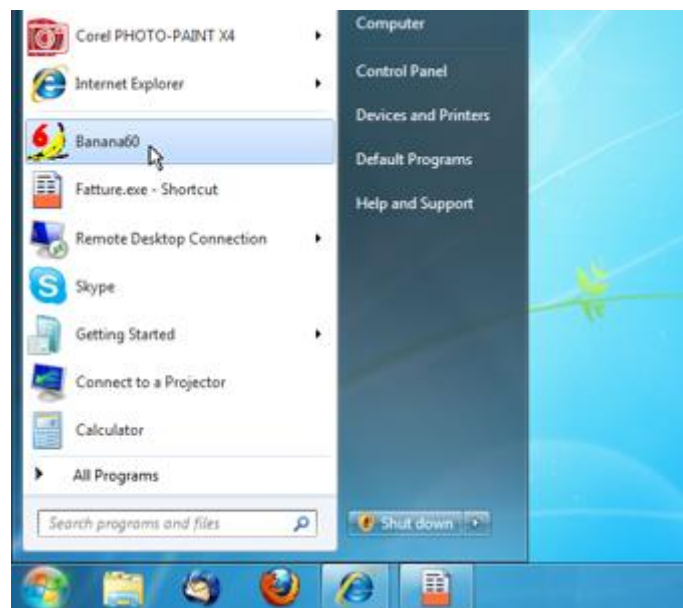 Corel PHOTO-PAINT X4
Internet Explorer
Banana60
Fatture.exe - Shortcut
Remote Desktop Connection
Skype
Getting Started
Connect to a Projector
Calculator
All Programs
Search programs and files
Computer
Control Panel
Devices and Printers
Default Programs
Help and Support
Shut down